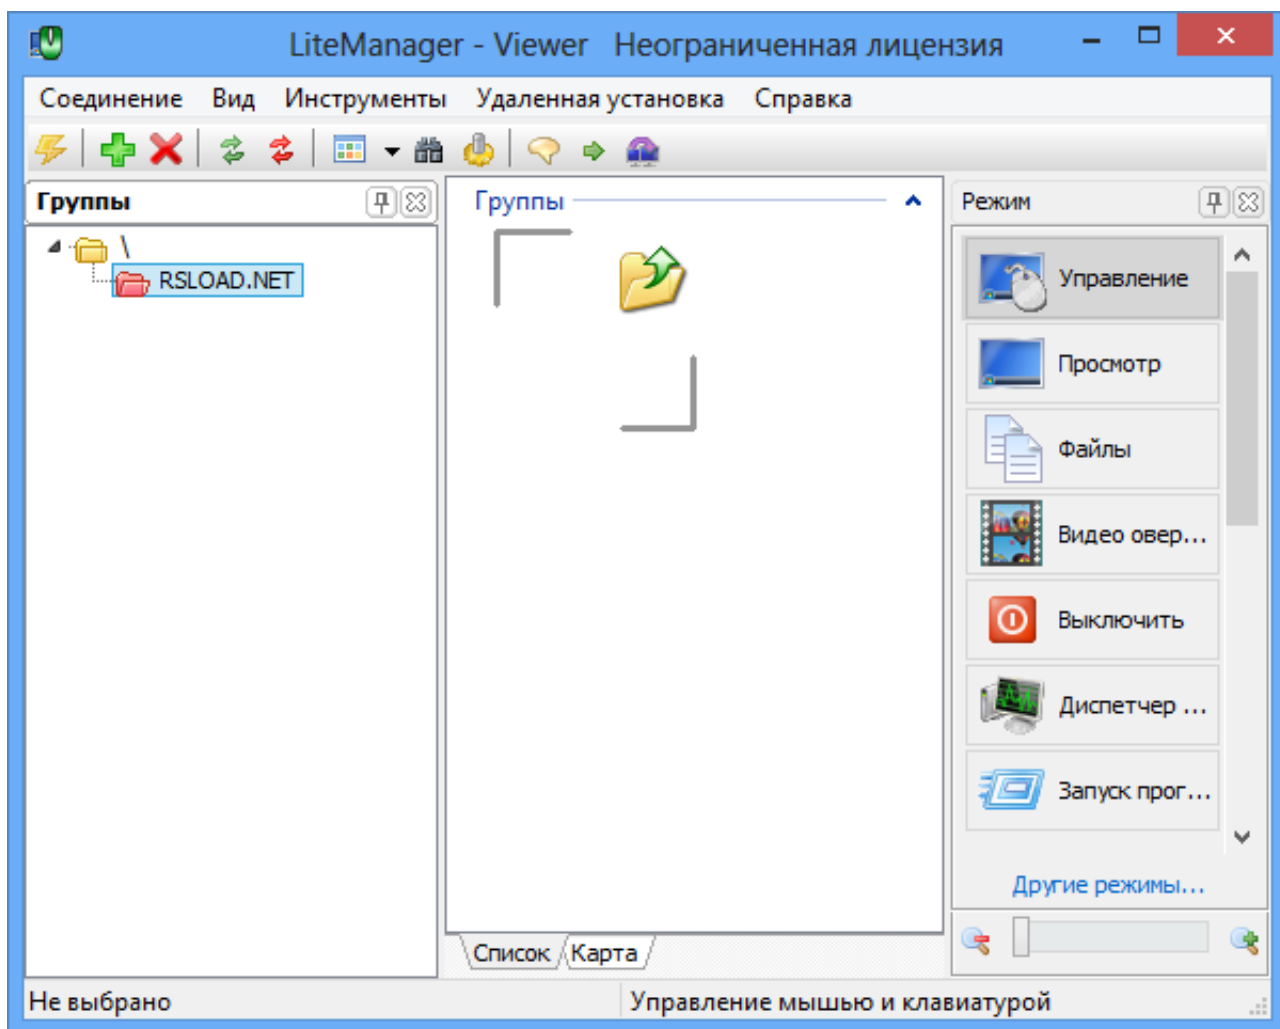 LiteManager - Viewer Неограниченная лицензия
Соединение Вид Инструменты Удаленная установка Справка
Группы
\
RSLOAD.NET
Группы
Список Карта
Режим
Управление
Просмотр
Файлы
Видео овер...
Выключить
Диспетчер ...
Запуск прог...
Другие режимы...
Не выбрано
Управление мышью и клавиатурой